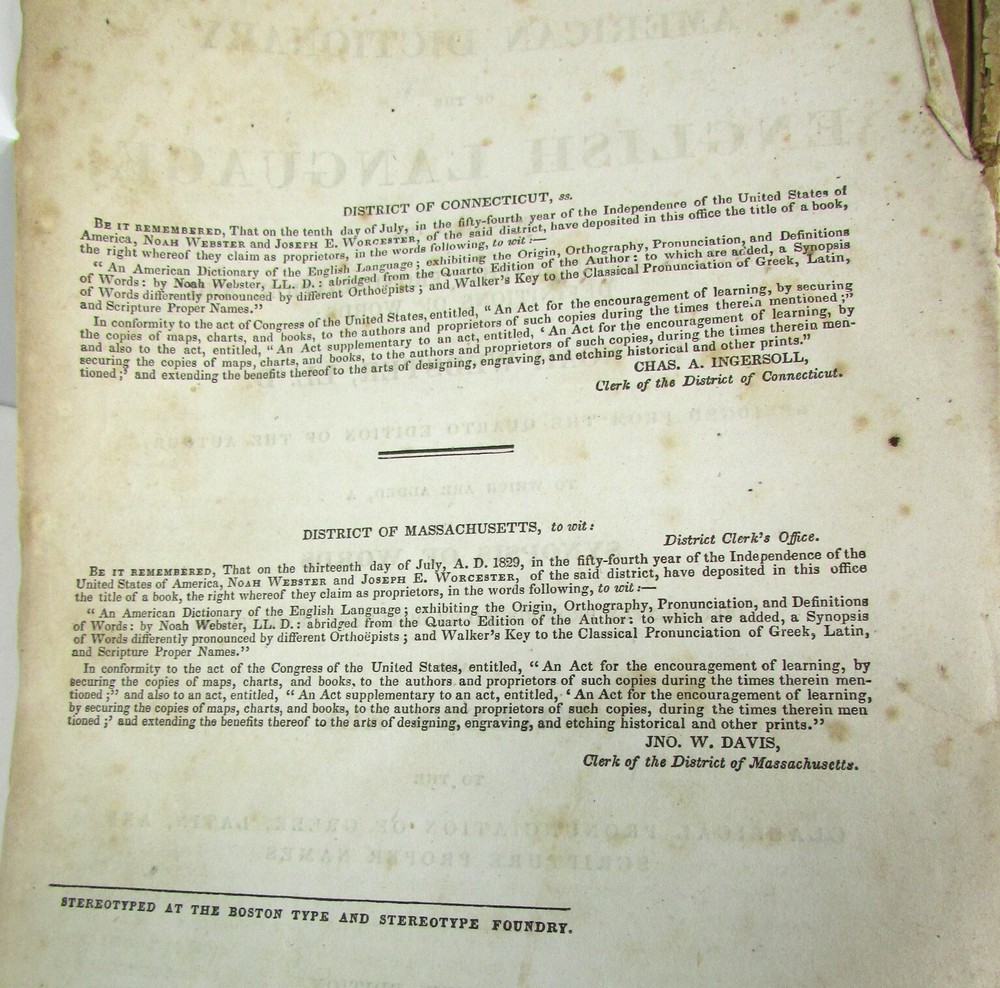 DISTRICT OF CONNECTICUT, ss.
BE IT REMEMBERED, That on the tenth day of July, in the fifty-fourth year of the Independence of the United States of
America, NOAH WEBSTER and JOSEPH E. WORCESTER, of the said district, have deposited in this office the title of a book,
the right whereof they claim as proprietors, in the words following, to wit:—
“An American Dictionary of the English Language; exhibiting the Origin, Orthography, Pronunciation, and Definitions
of Words: by Noah Webster, LL. D.: abridged from the Quarto Edition of the Author: to which are added, a Synopsis
of Words differently pronounced by different Orthoëpists; and Walker's Key to the Classical Pronunciation of Greek, Latin,
and Scripture Proper Names.”
In conformity to the act of Congress of the United States, entitled, “An Act for the encouragement of learning, by securing
the copies of maps, charts, and books, to the authors and proprietors of such copies during the times therein mentioned;”
and also to the act, entitled, “An Act supplementary to an act, entitled, ‘An Act for the encouragement of learning, by
securing the copies of maps, charts, and books, to the authors and proprietors of such copies, during the times therein men-
tioned;’ and extending the benefits thereof to the arts of designing, engraving, and etching historical and other prints.”
CHAS. A. INGERSOLL,
Clerk of the District of Connecticut.
DISTRICT OF MASSACHUSETTS, to wit:
District Clerk's Office.
BE IT REMEMBERED, That on the thirteenth day of July, A. D. 1829, in the fifty-fourth year of the Independence of the
United States of America, NOAH WEBSTER and JOSEPH E. WORCESTER, of the said district, have deposited in this office
the title of a book, the right whereof they claim as proprietors, in the words following, to wit:—
“An American Dictionary of the English Language; exhibiting the Origin, Orthography, Pronunciation, and Definitions
of Words: by Noah Webster, LL. D.: abridged from the Quarto Edition of the Author: to which are added, a Synopsis
of Words differently pronounced by different Orthoëpists; and Walker's Key to the Classical Pronunciation of Greek, Latin,
and Scripture Proper Names.”
In conformity to the act of the Congress of the United States, entitled, “An Act for the encouragement of learning, by
securing the copies of maps, charts, and books, to the authors and proprietors of such copies during the times therein men-
tioned;” and also to an act, entitled, “An Act supplementary to an act, entitled, ‘An Act for the encouragement of learning,
by securing the copies of maps, charts, and books, to the authors and proprietors of such copies, during the times therein men
tioned;’ and extending the benefits thereof to the arts of designing, engraving, and etching historical and other prints.”
JNO. W. DAVIS,
Clerk of the District of Massachusetts.
STEREOTYPED AT THE BOSTON TYPE AND STEREOTYPE FOUNDRY.